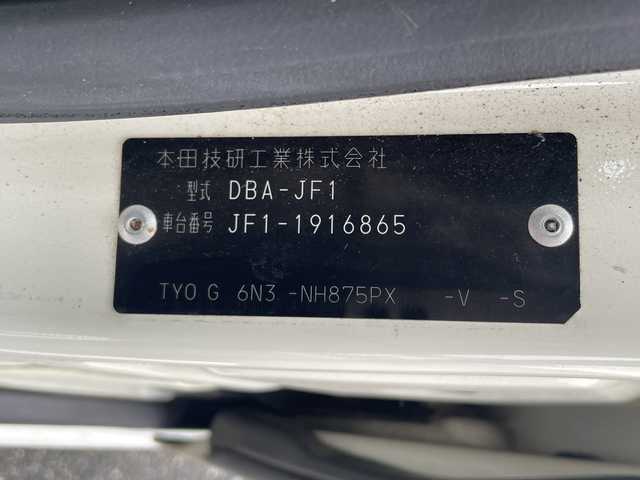 本田技研工業株式会社
型式 DBA-JF1
車台番号 JF1-1916865
TYO G 6N3 -NH875PX -V -S